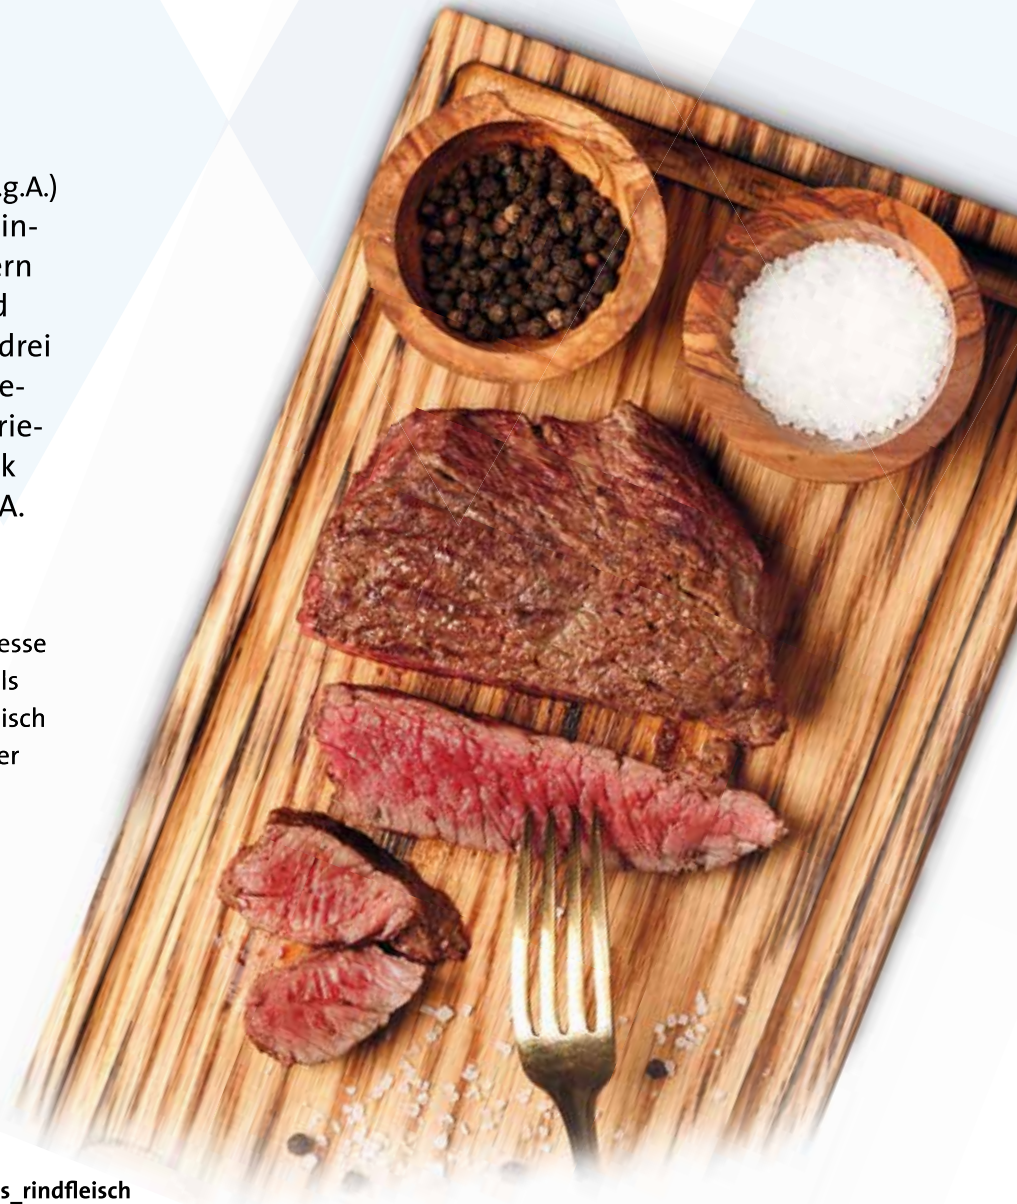 .g.A.)
in-
ern
d
drei
e-
rie-
k
A.
esse
ls
isch
er
s_rindfleisch